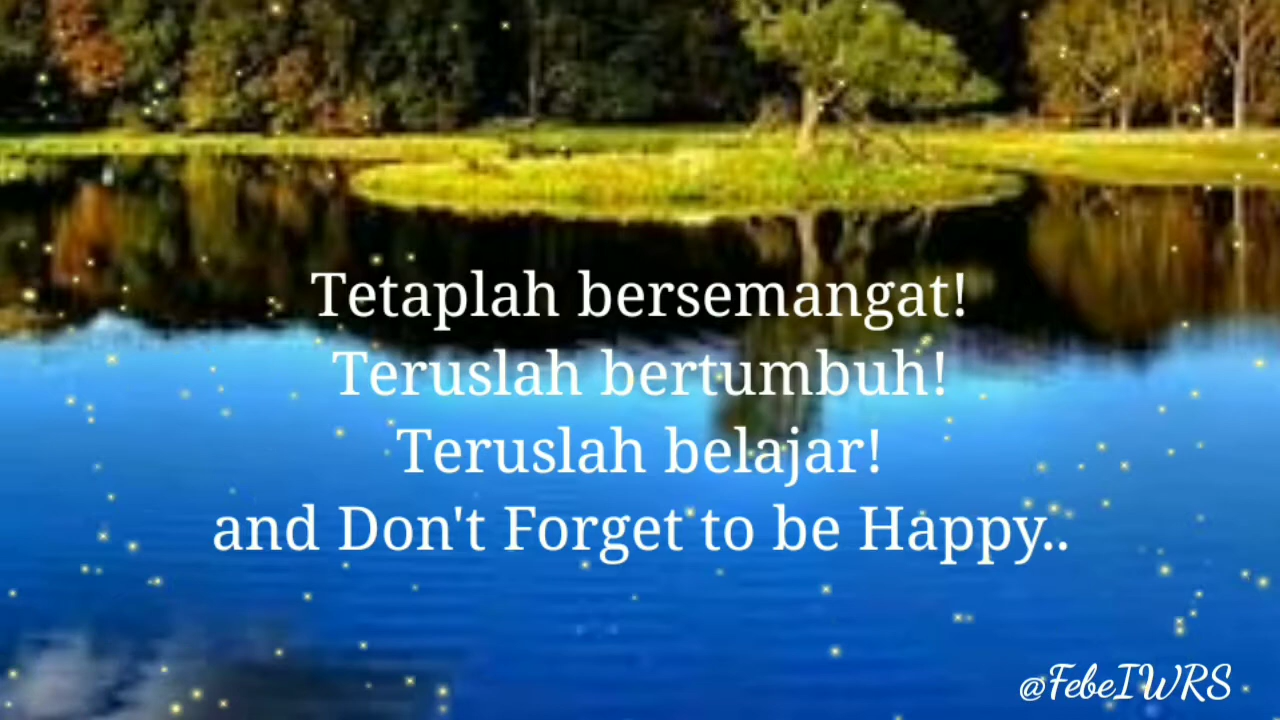 Tetaplah bersemangat!
Teruslah bertumbuh!
Teruslah belajar!
and Don't Forget to be Happy..
@FebeIWRS